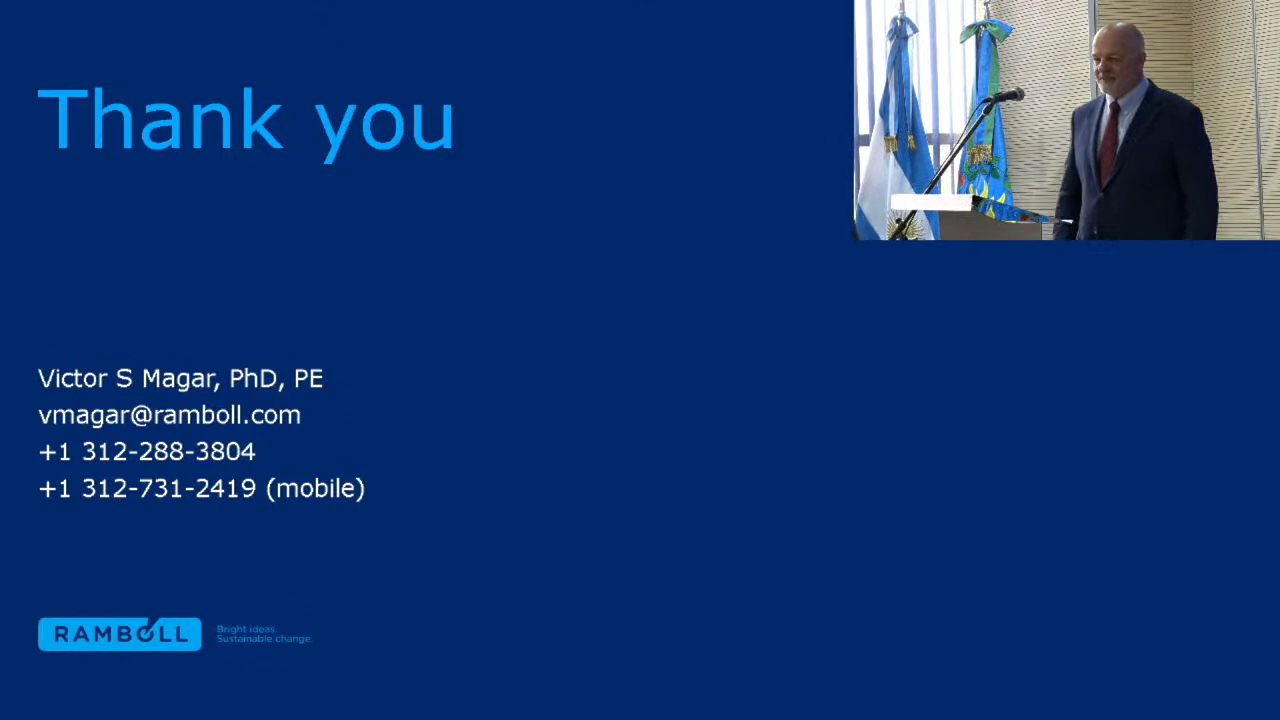 Thank you
Victor S Magar, PhD, PE
vmagar@ramboll.com
+1 312-288-3804
+1 312-731-2419 (mobile)
RAMBOLL
Bright ideas.
Sustainable change.